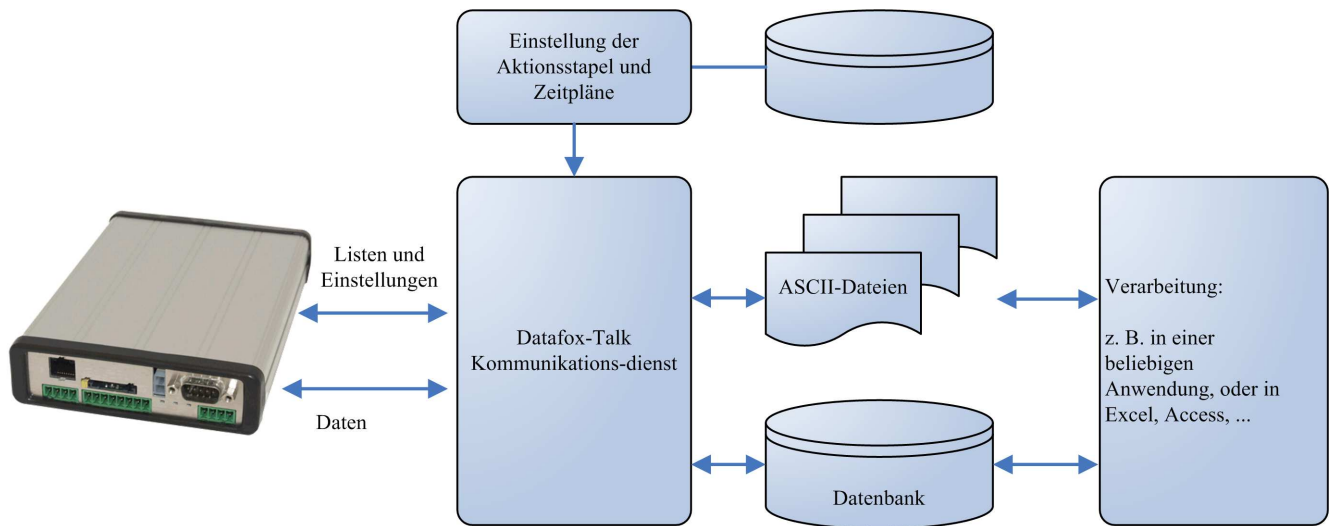 Einstellung der
Aktionsstapel und
Zeitpläne
Listen und
Einstellungen
Daten
Datafox-Talk
Kommunikations-dienst
ASCII-Dateien
Datenbank
Verarbeitung:
z. B. in einer
beliebigen
Anwendung, oder in
Excel, Access, ...